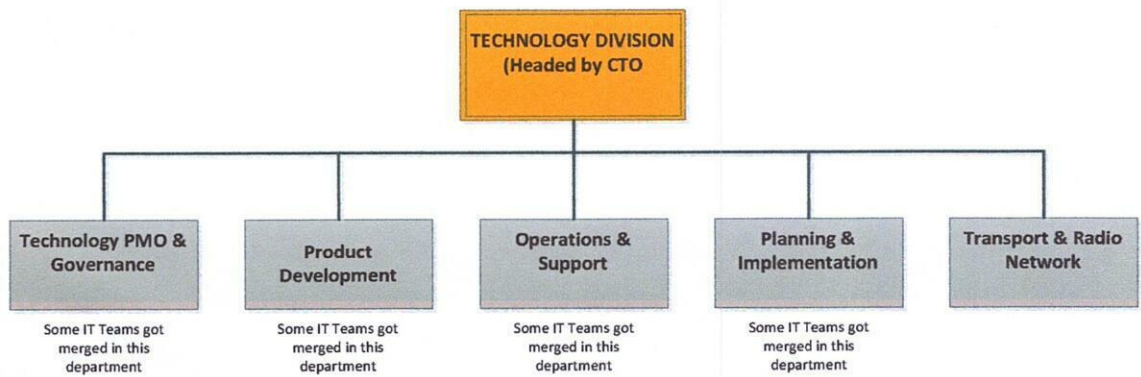 TECHNOLOGY DIVISION
(Headed by CTO
Technology PMO &
Governance
Product
Development
Operations &
Support
Planning &
Implementation
Transport & Radio
Network
Some IT Teams got
merged in this
department
Some IT Teams got
merged in this
department
Some IT Teams got
merged in this
department
Some IT Teams got
merged in this
department